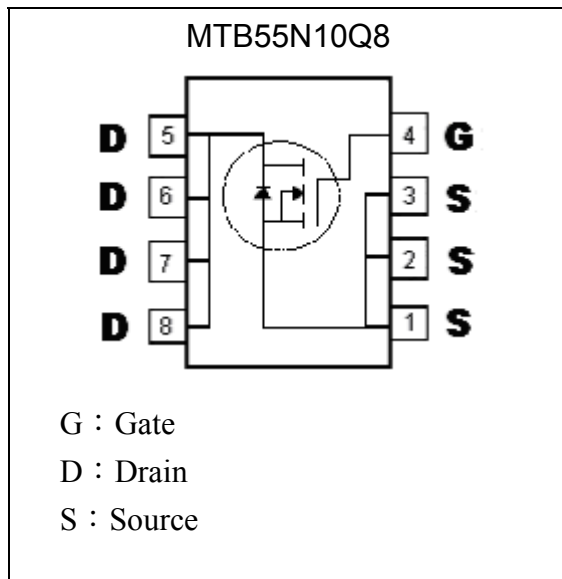 MTB55N10Q8
D 5 4 G
D 6 3 S
D 7 2 S
D 8 1 S
G：Gate
D：Drain
S：Source